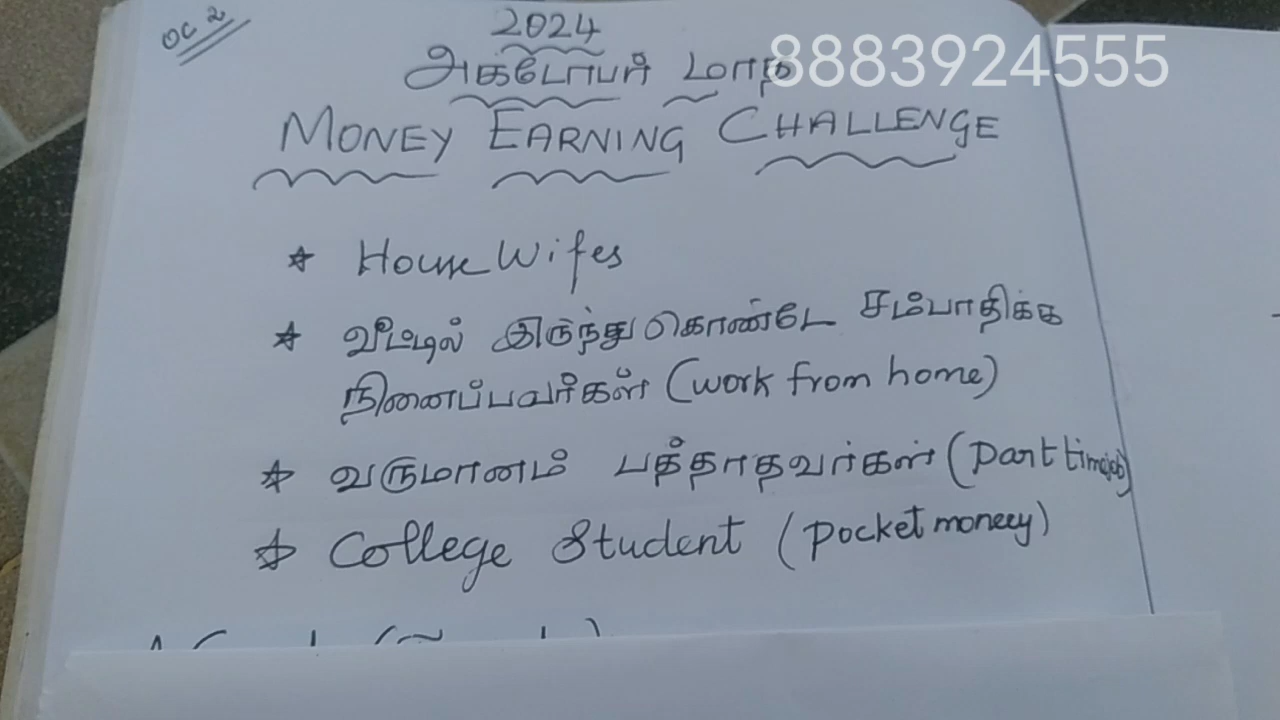 OC 2
2024
அக்டோபர் மாத
8883924555
MONEY EARNING CHALLENGE
* House Wifes
* வீட்டில் இருந்து கொண்டே சம்பாதிக்க
நினைப்பவர்கள் (work from home)
* வருமானம் பத்தாதவர்கள் (Part time job)
* College Student (pocket money)